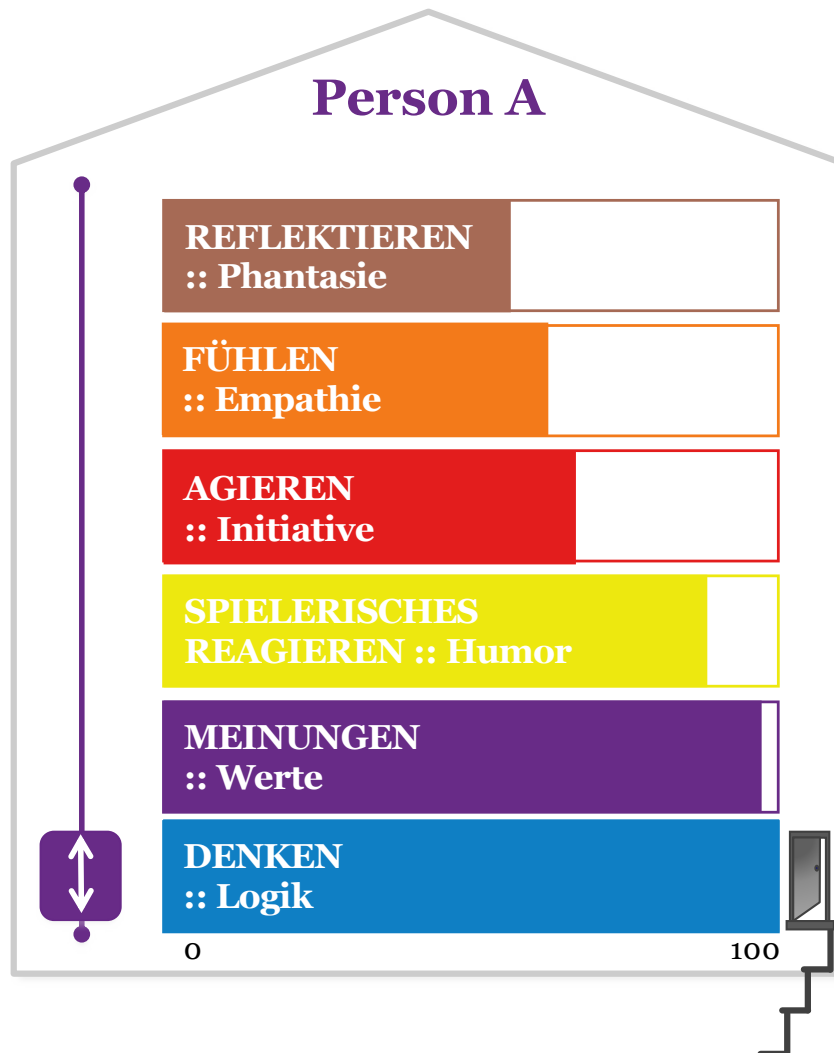 Person A
REFLEKTIEREN
:: Phantasie
FÜHLEN
:: Empathie
AGIEREN
:: Initiative
SPIELERISCHES
REAGIEREN :: Humor
MEINUNGEN
:: Werte
DENKEN
:: Logik
0 100